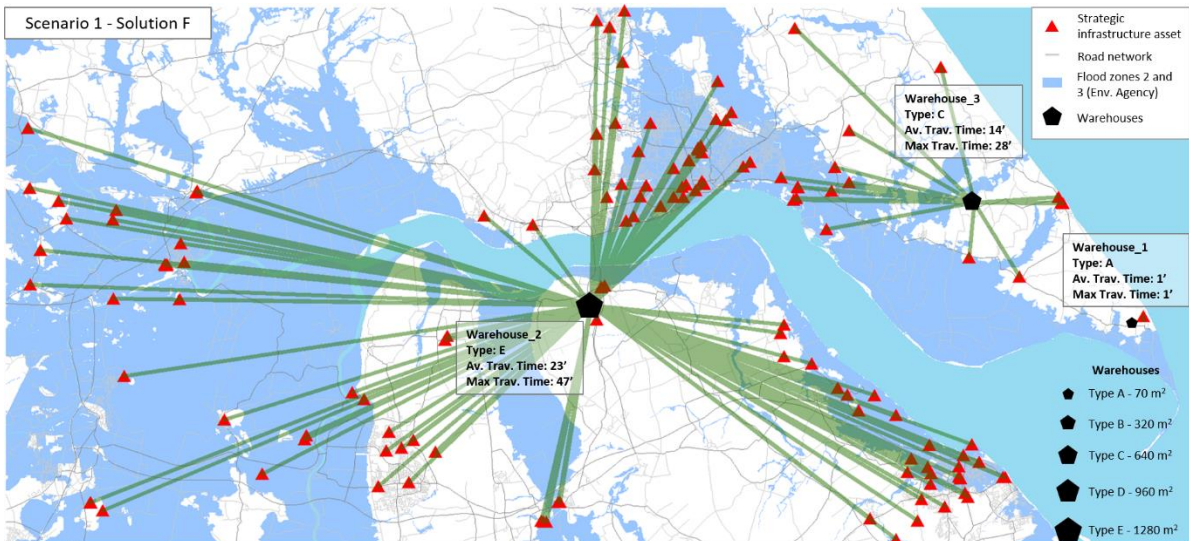 Scenario 1 - Solution F
Strategic
infrastructure asset
Road network
Flood zones 2 and
3 (Env. Agency)
Warehouses
Warehouse_3
Type: C
Av. Trav. Time: 14'
Max Trav. Time: 28'
Warehouse_1
Type: A
Av. Trav. Time: 1'
Max Trav. Time: 1'
Warehouse_2
Type: E
Av. Trav. Time: 23'
Max Trav. Time: 47'
Warehouses
Type A - 70 m²
Type B - 320 m²
Type C - 640 m²
Type D - 960 m²
Type E - 1280 m²